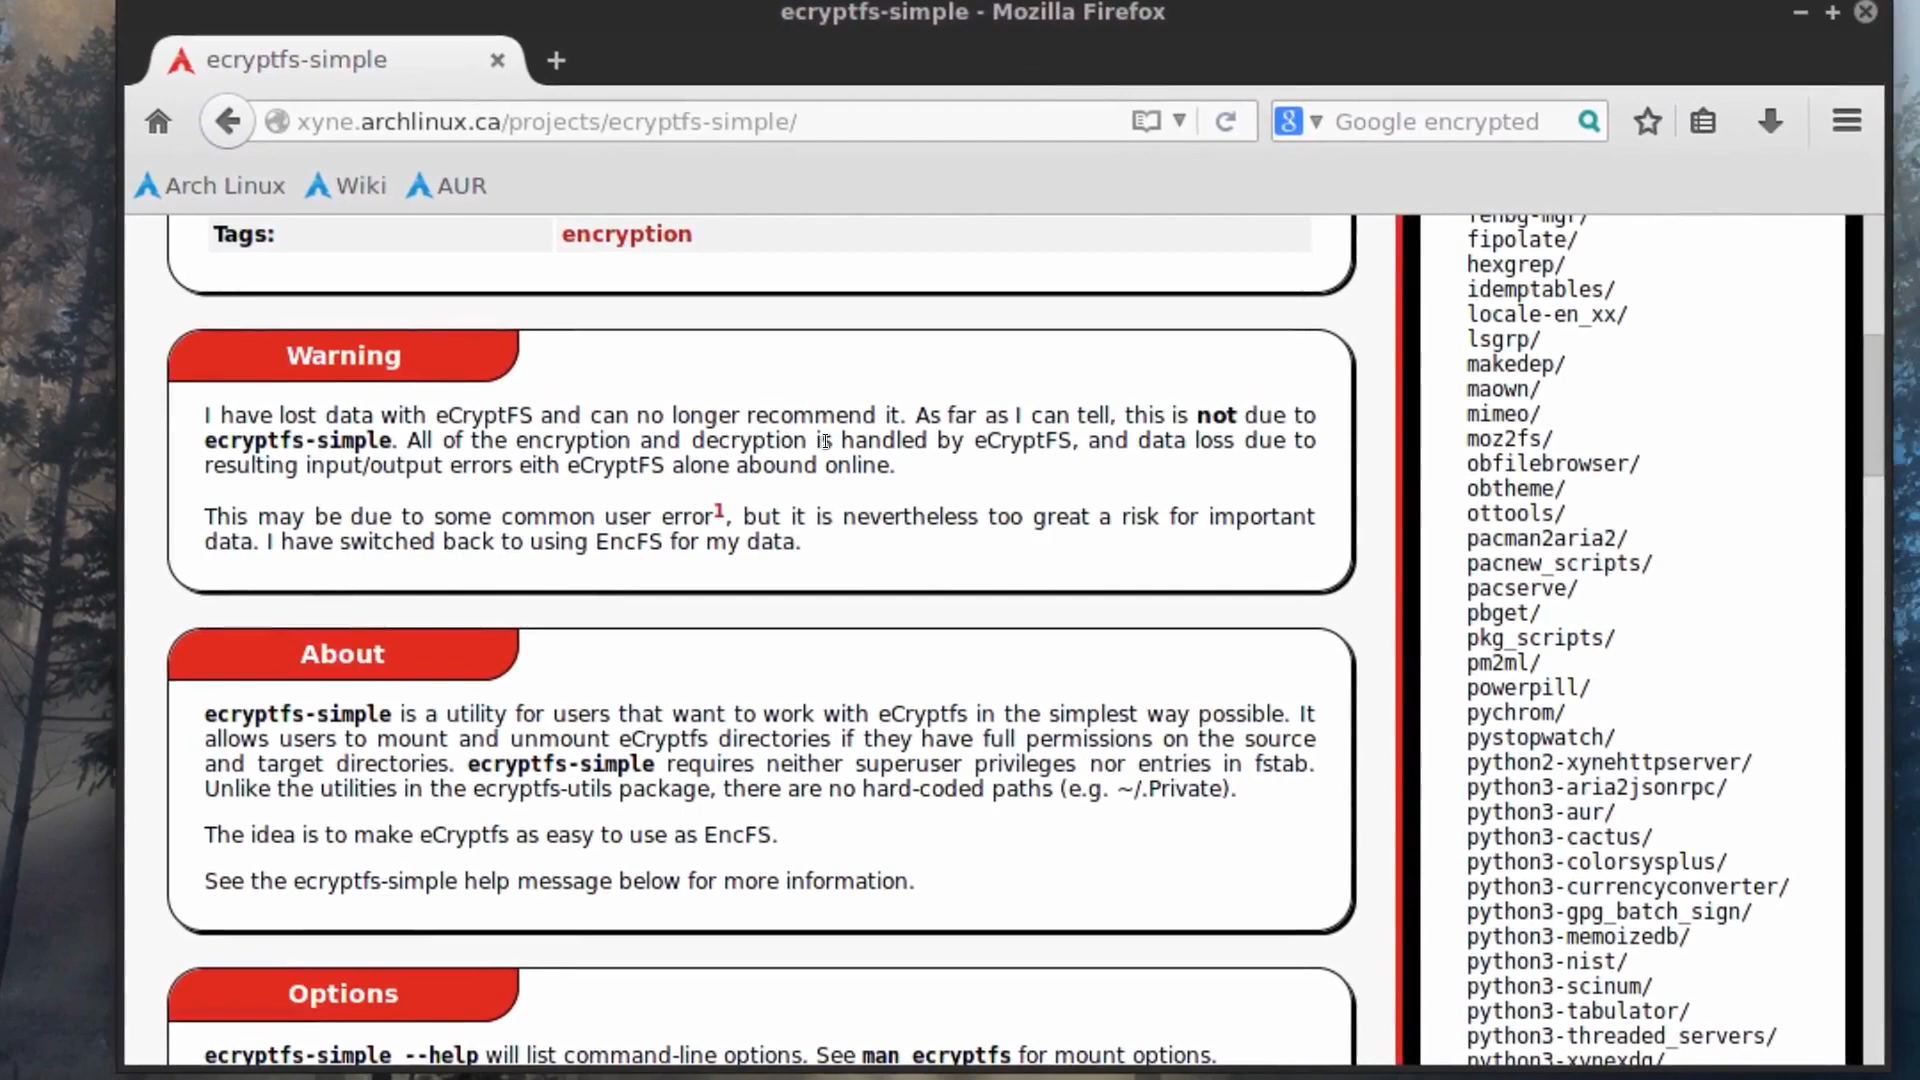 ecryptfs-simple - Mozilla Firefox
ecryptfs-simple
xyne.archlinux.ca/projects/ecryptfs-simple/
Google encrypted
Arch Linux Wiki AUR
Tags: encryption
Warning
I have lost data with eCryptFS and can no longer recommend it. As far as I can tell, this is not due to
ecryptfs-simple. All of the encryption and decryption is handled by eCryptFS, and data loss due to
resulting input/output errors eith eCryptFS alone abound online.
This may be due to some common user error1, but it is nevertheless too great a risk for important
data. I have switched back to using EncFS for my data.
About
ecryptfs-simple is a utility for users that want to work with eCryptfs in the simplest way possible. It
allows users to mount and unmount eCryptfs directories if they have full permissions on the source
and target directories. ecryptfs-simple requires neither superuser privileges nor entries in fstab.
Unlike the utilities in the ecryptfs-utils package, there are no hard-coded paths (e.g. ~/.Private).
The idea is to make eCryptfs as easy to use as EncFS.
See the ecryptfs-simple help message below for more information.
Options
ecryptfs-simple --help will list command-line options. See man ecryptfs for mount options.
fipolate/
hexgrep/
idemptables/
locale-en_xx/
lsgrp/
makedep/
maown/
mimeo/
moz2fs/
obfilebrowser/
obtheme/
ottools/
pacman2aria2/
pacnew_scripts/
pacserve/
pbget/
pkg_scripts/
pm2ml/
powerpill/
pychrom/
pystopwatch/
python2-xynehttpserver/
python3-aria2jsonrpc/
python3-aur/
python3-cactus/
python3-colorsysplus/
python3-currencyconverter/
python3-gpg_batch_sign/
python3-memoizedb/
python3-nist/
python3-scinum/
python3-tabulator/
python3-threaded_servers/